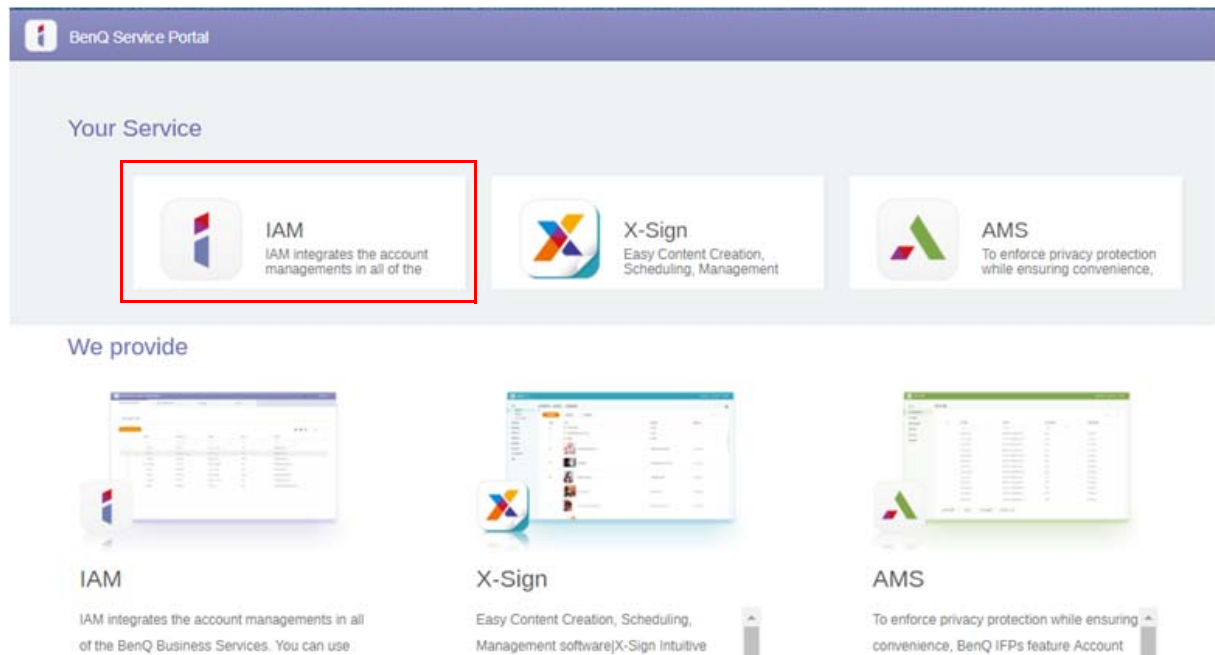 BenQ Service Portal
Your Service
IAM
IAM integrates the account
managements in all of the
X-Sign
Easy Content Creation,
Scheduling, Management
AMS
To enforce privacy protection
while ensuring convenience,
We provide
IAM
IAM integrates the account managements in all
of the BenQ Business Services. You can use
X-Sign
Easy Content Creation, Scheduling,
Management software|X-Sign Intuitive
AMS
To enforce privacy protection while ensuring
convenience, BenQ IFPs feature Account